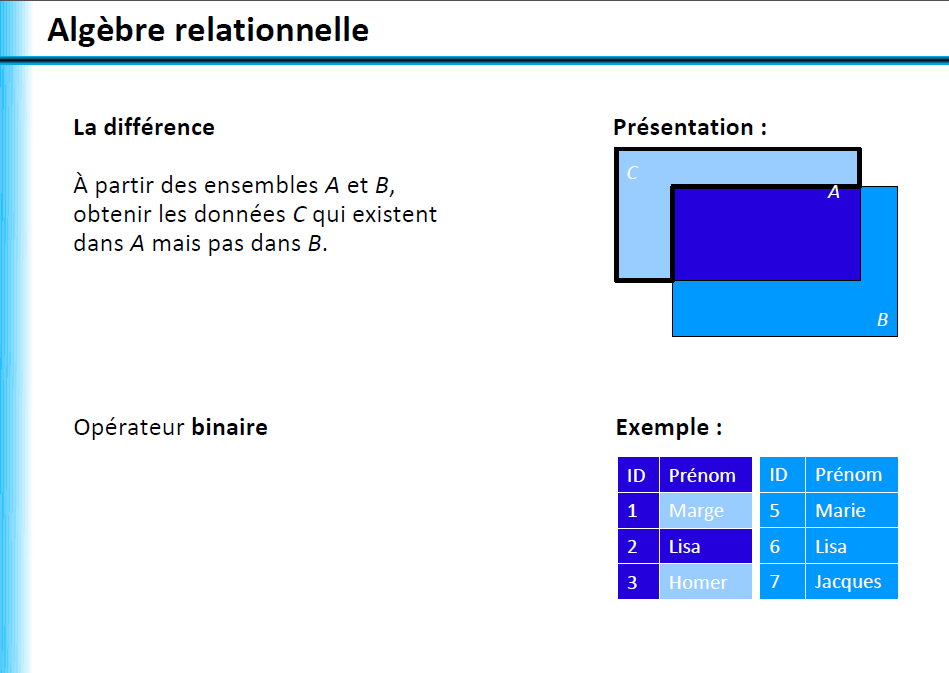 Algèbre relationnelle
La différence
À partir des ensembles A et B,
obtenir les données C qui existent
dans A mais pas dans B.
Opérateur binaire
Présentation :
C
A
B
Exemple :
ID Prénom ID Prénom
1 Marge 5 Marie
2 Lisa 6 Lisa
3 Homer 7 Jacques